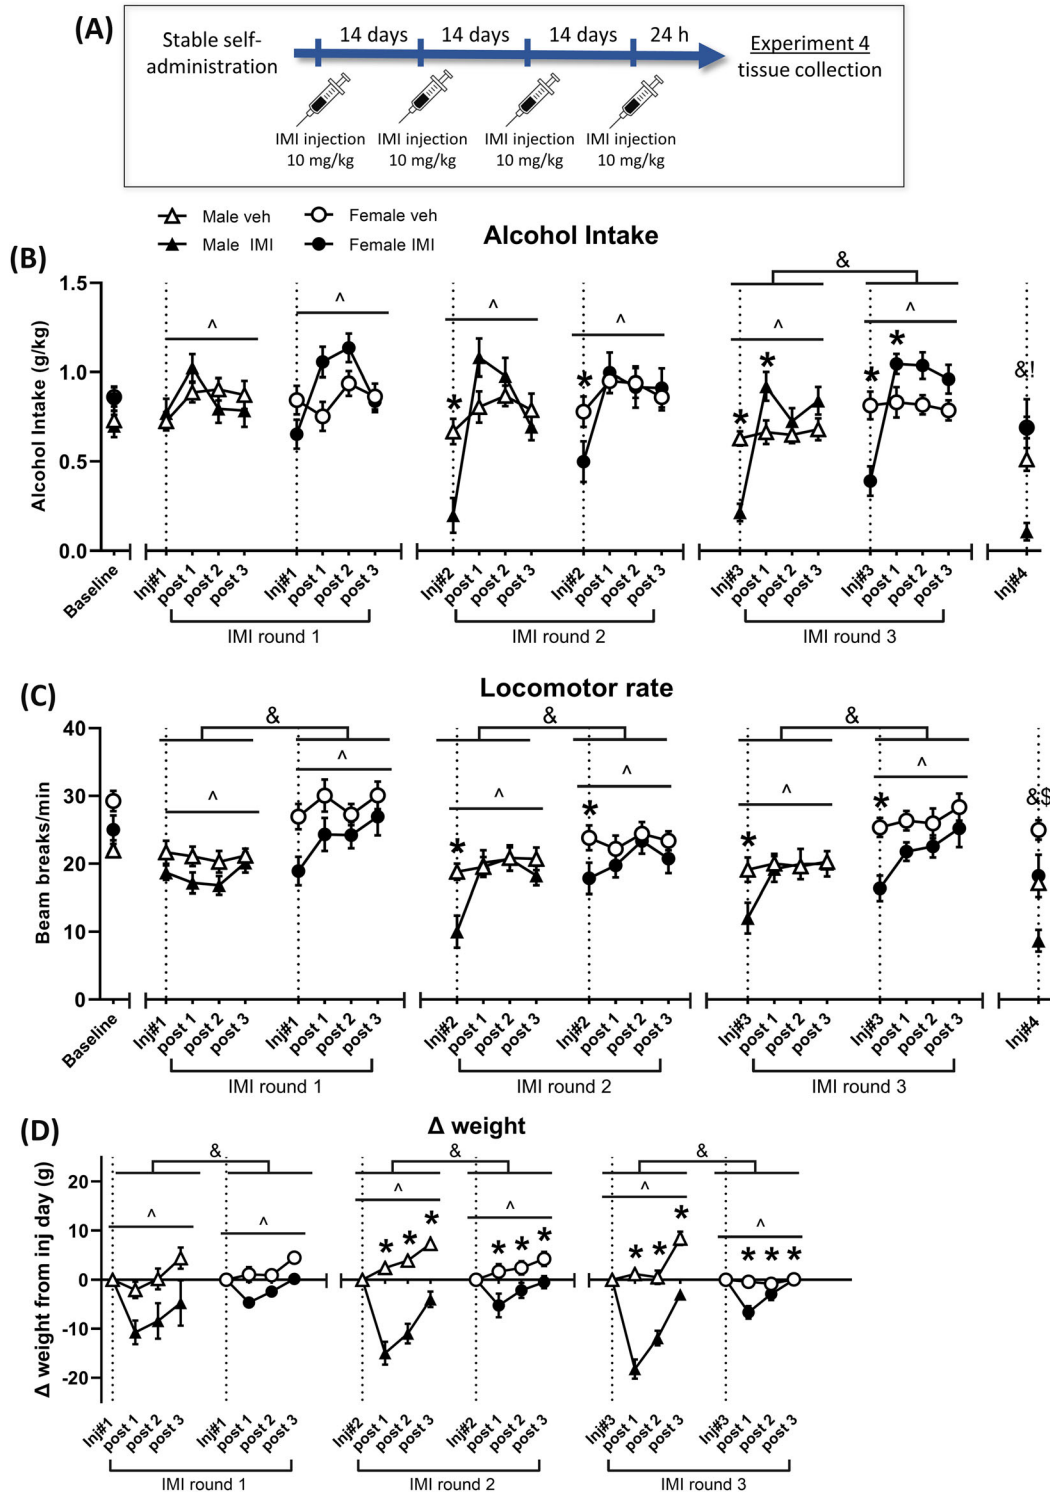 (A)
Stable self-
administration
14 days
14 days
14 days
24 h
Experiment 4
tissue collection
IMI injection
10 mg/kg
IMI injection
10 mg/kg
IMI injection
10 mg/kg
IMI injection
10 mg/kg
Male veh
Female veh
Male IMI
Female IMI
(B)
Alcohol Intake
Alcohol Intake (g/kg)
1.5
1.0
0.5
0.0
^
^
^
*
^
*
&
^
*
*
^
*
*
&!
Baseline
Inj#1
post 1
post 2
post 3
Inj#1
post 1
post 2
post 3
Inj#2
post 1
post 2
post 3
Inj#2
post 1
post 2
post 3
Inj#3
post 1
post 2
post 3
Inj#3
post 1
post 2
post 3
Inj#4
IMI round 1
IMI round 2
IMI round 3
(C)
Locomotor rate
Beam breaks/min
40
30
20
10
0
&
^
^
&
^
*
^
*
&
^
*
^
*
&$
Baseline
Inj#1
post 1
post 2
post 3
Inj#1
post 1
post 2
post 3
Inj#2
post 1
post 2
post 3
Inj#2
post 1
post 2
post 3
Inj#3
post 1
post 2
post 3
Inj#3
post 1
post 2
post 3
Inj#4
IMI round 1
IMI round 2
IMI round 3
(D)
Δ weight
Δ weight from inj day (g)
20
10
0
-10
-20
&
^
^
&
^
* * *
^
* * *
&
^
* * *
^
* * *
Inj#1
post 1
post 2
post 3
Inj#1
post 1
post 2
post 3
Inj#2
post 1
post 2
post 3
Inj#2
post 1
post 2
post 3
Inj#3
post 1
post 2
post 3
Inj#3
post 1
post 2
post 3
IMI round 1
IMI round 2
IMI round 3